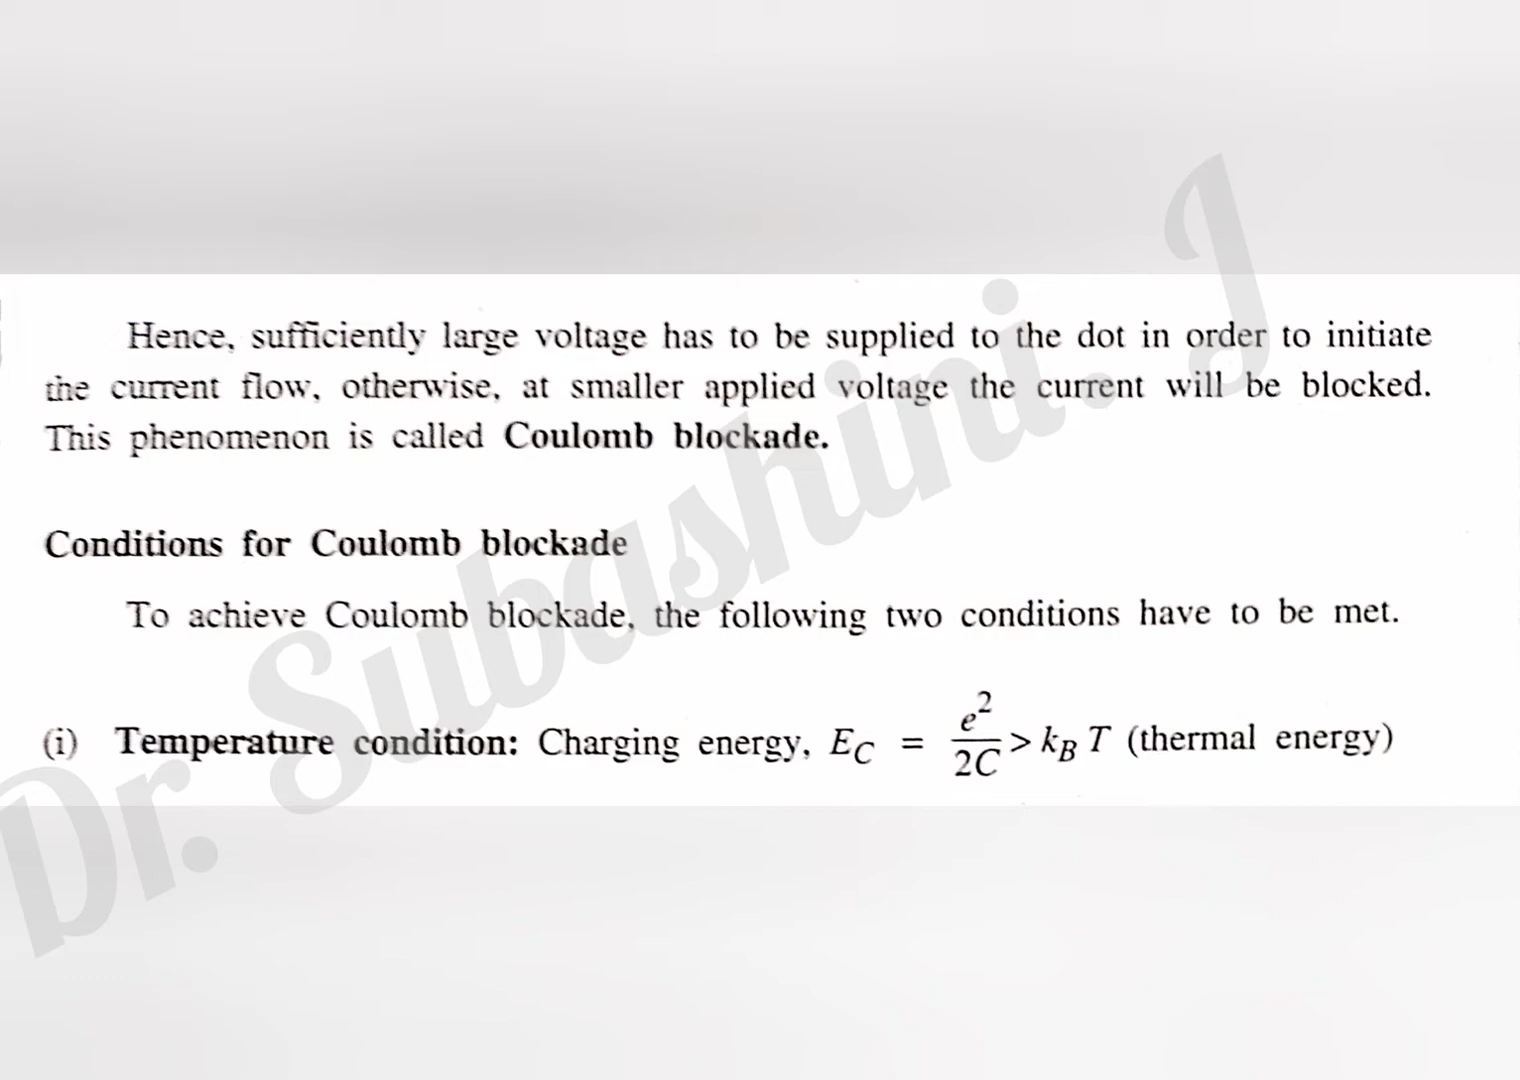 Hence, sufficiently large voltage has to be supplied to the dot in order to initiate
the current flow, otherwise, at smaller applied voltage the current will be blocked.
This phenomenon is called Coulomb blockade.
Conditions for Coulomb blockade
To achieve Coulomb blockade, the following two conditions have to be met.
(i) Temperature condition: Charging energy, E_C = e²/2C > k_B T (thermal energy)
Dr. Subashini. J